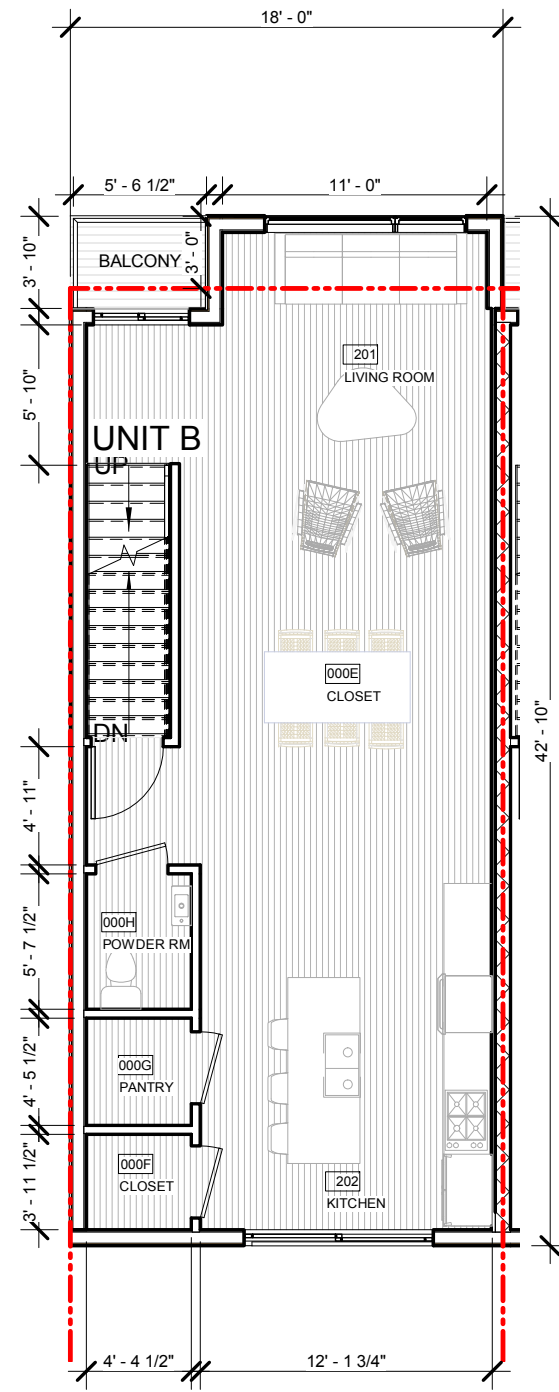 18' - 0"
5' - 6 1/2"
11' - 0"
3' - 10"
BALCONY
3' - 0"
5' - 10"
201
LIVING ROOM
UNIT B
UP
000E
CLOSET
DN
42' - 10"
4' - 11"
000H
POWDER RM
5' - 7 1/2"
000G
PANTRY
4' - 5 1/2"
000F
CLOSET
3' - 11 1/2"
202
KITCHEN
4' - 4 1/2"
12' - 1 3/4"